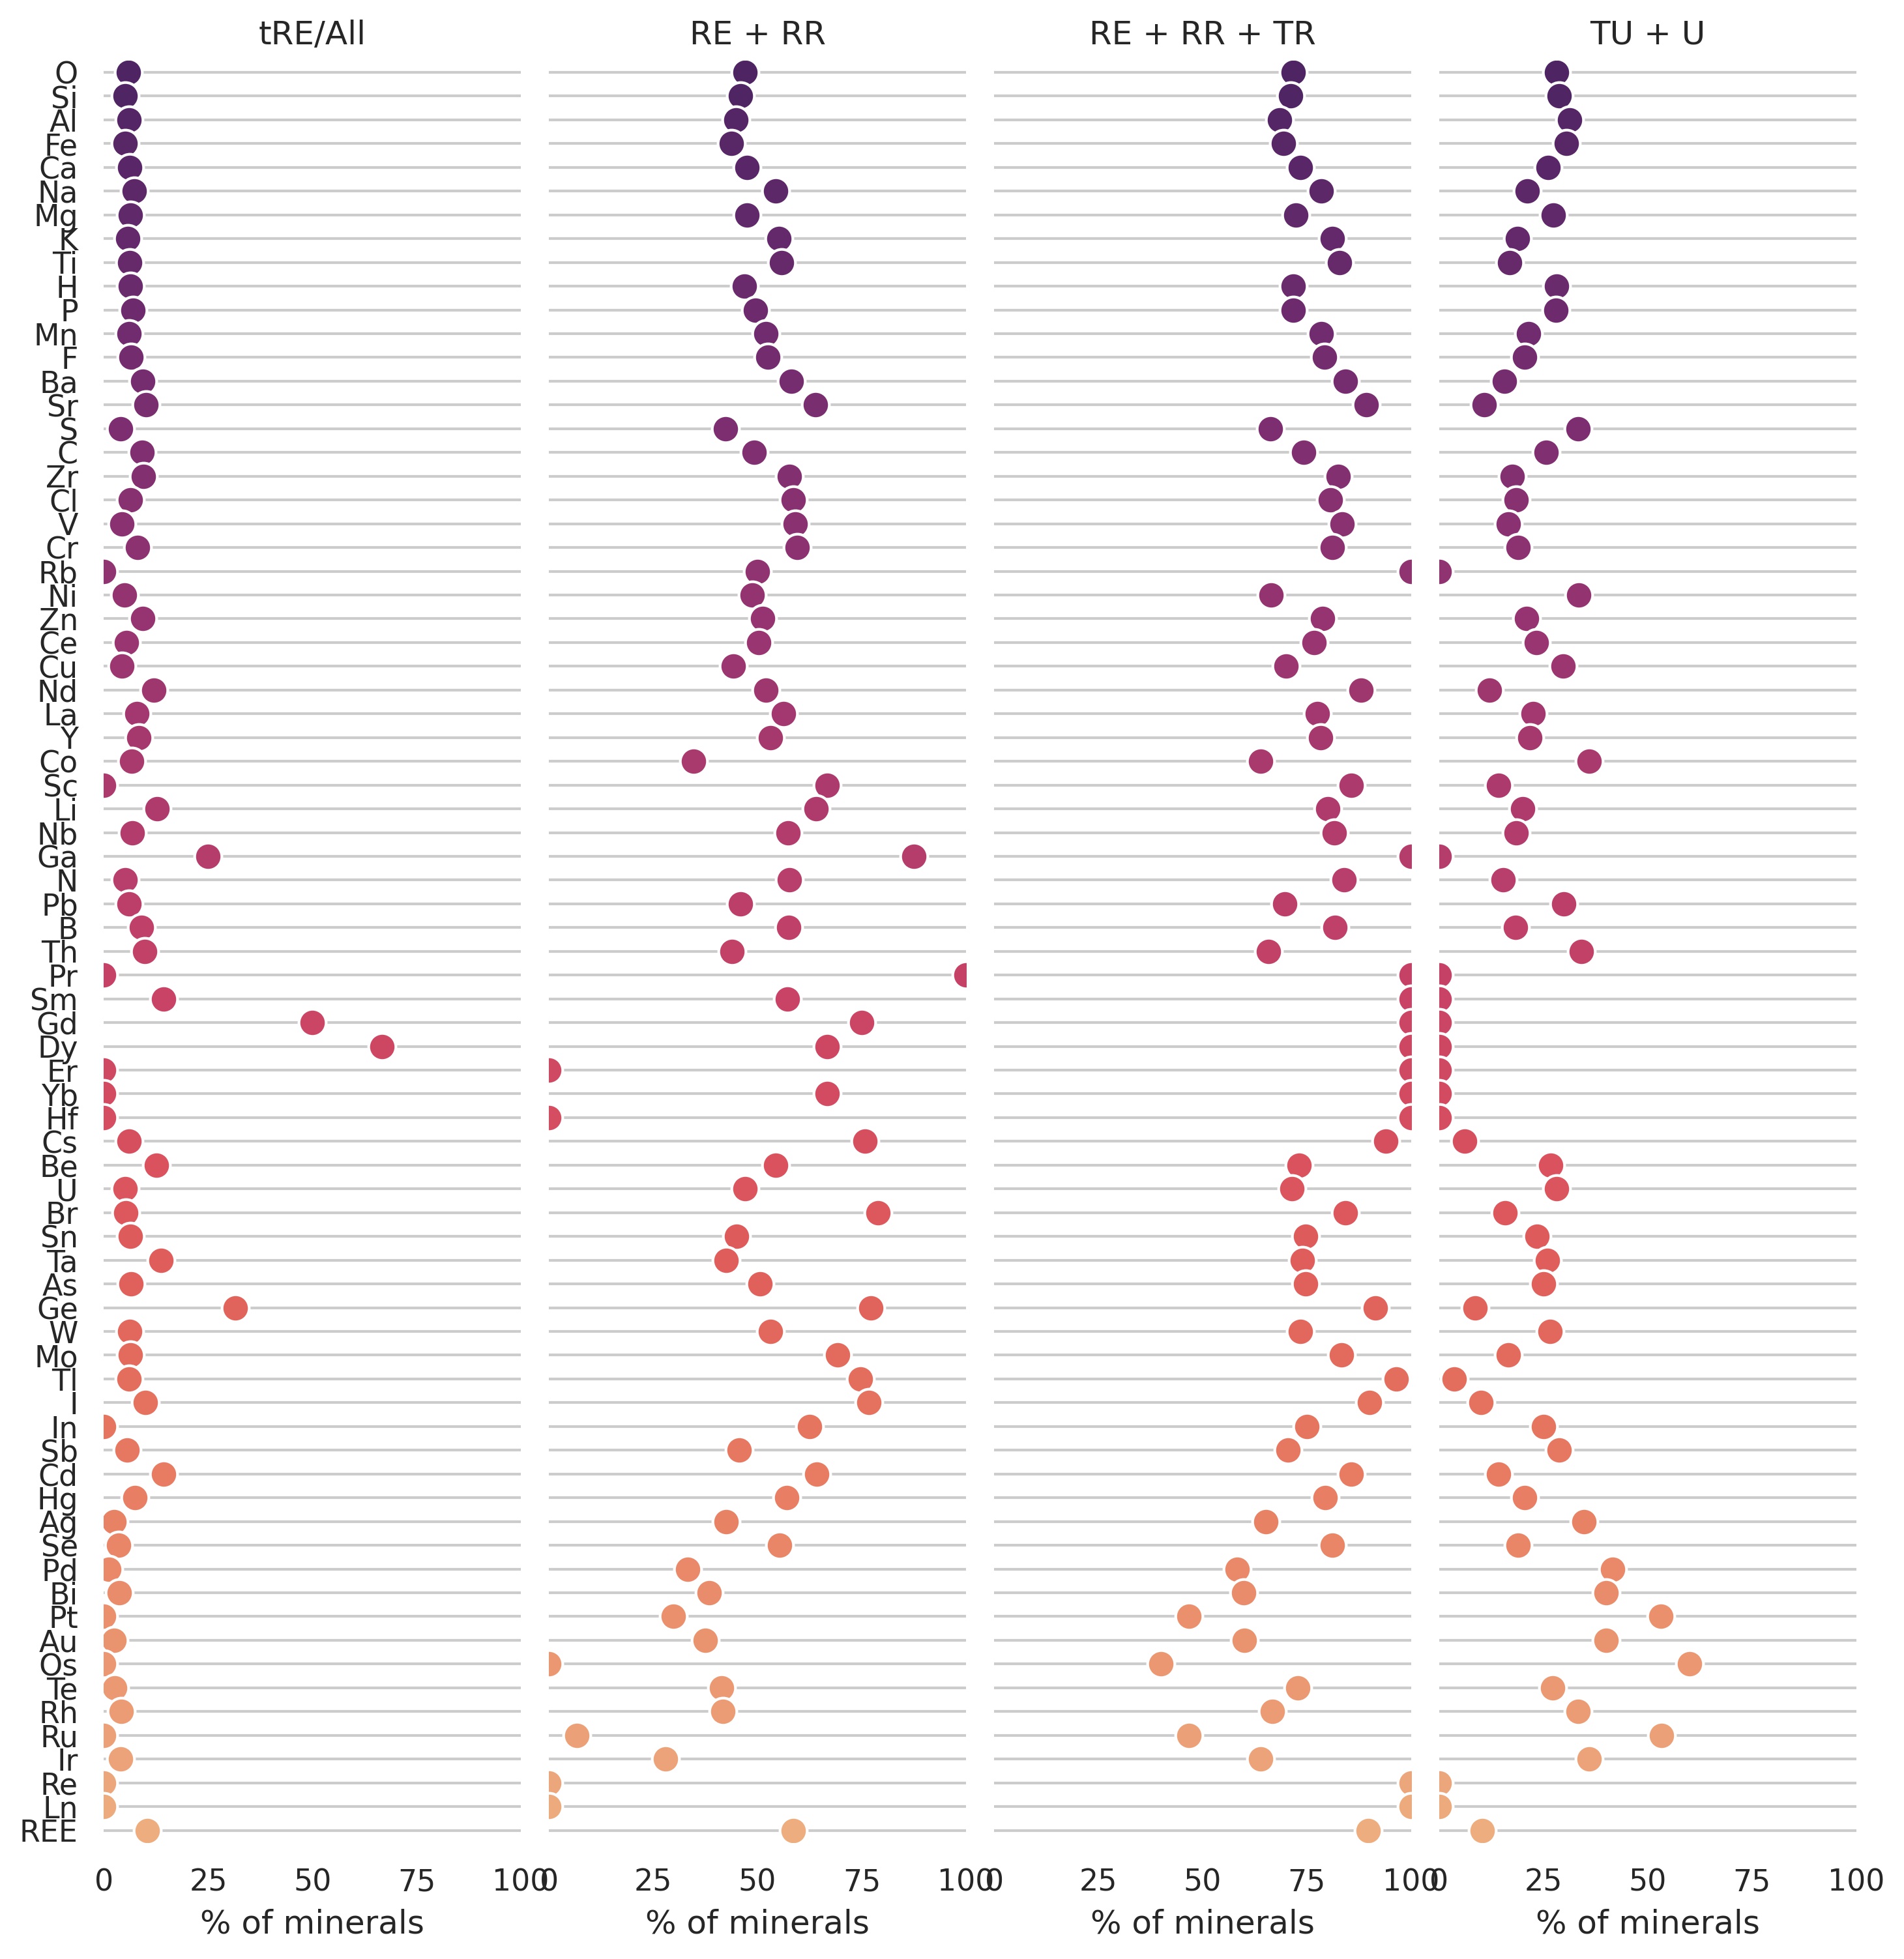 tRE/All RE + RR RE + RR + TR TU + U
O
Si
Al
Fe
Ca
Na
Mg
K
Ti
H
P
Mn
F
Ba
Sr
S
C
Zr
Cl
V
Cr
Rb
Ni
Zn
Ce
Cu
Nd
La
Y
Co
Sc
Li
Nb
Ga
N
Pb
B
Th
Pr
Sm
Gd
Dy
Er
Yb
Hf
Cs
Be
U
Br
Sn
Ta
As
Ge
W
Mo
Tl
I
In
Sb
Cd
Hg
Ag
Se
Pd
Bi
Pt
Au
Os
Te
Rh
Ru
Ir
Re
Ln
REE
0 25 50 75 100 0 25 50 75 100 0 25 50 75 100 0 25 50 75 100
% of minerals % of minerals % of minerals % of minerals